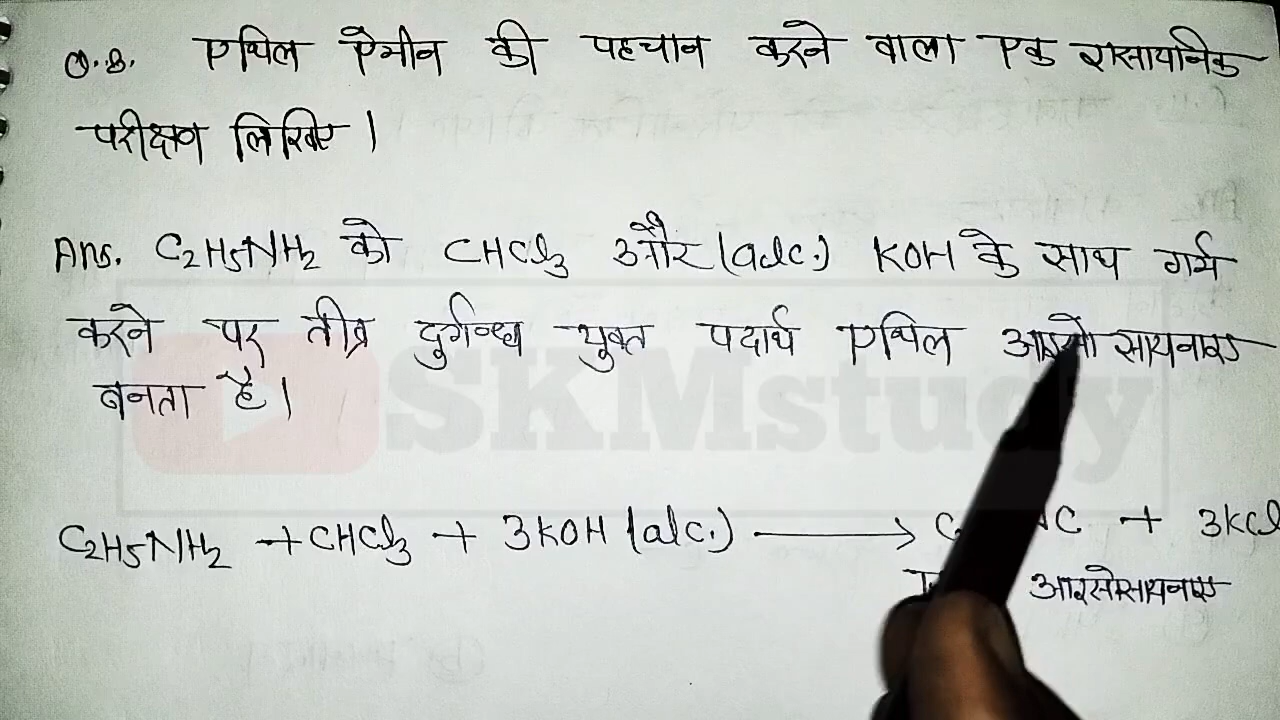 Q.8. एथिल ऐमीन की पहचान करने वाला एक रासायनिक
परीक्षण लिखिए ।
Ans. C2H5NH2 को CHCl3 और (alc.) KOH के साथ गर्म
करने पर तीव्र दुर्गन्ध युक्त पदार्थ एथिल आइसो सायनाइड
बनता है ।
SKMstudy
C2H5NH2 + CHCl3 + 3KOH (alc.) ⟶ C NC + 3KCl
आइसोसायनाइड